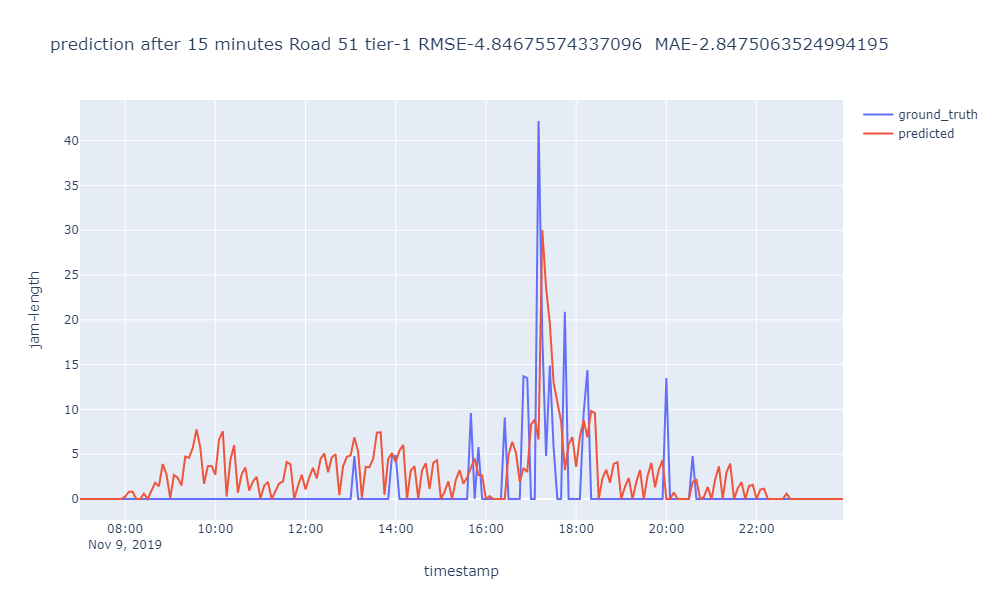 prediction after 15 minutes Road 51 tier-1 RMSE-4.84675574337096  MAE-2.8475063524994195
ground_truth
predicted
40
35
30
25
20
15
10
5
0
jam-length
08:00 10:00 12:00 14:00 16:00 18:00 20:00 22:00
Nov 9, 2019
timestamp